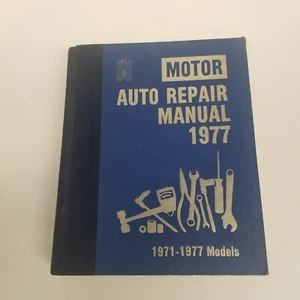 MOTOR
AUTO REPAIR
MANUAL
1977
1971-1977 Models